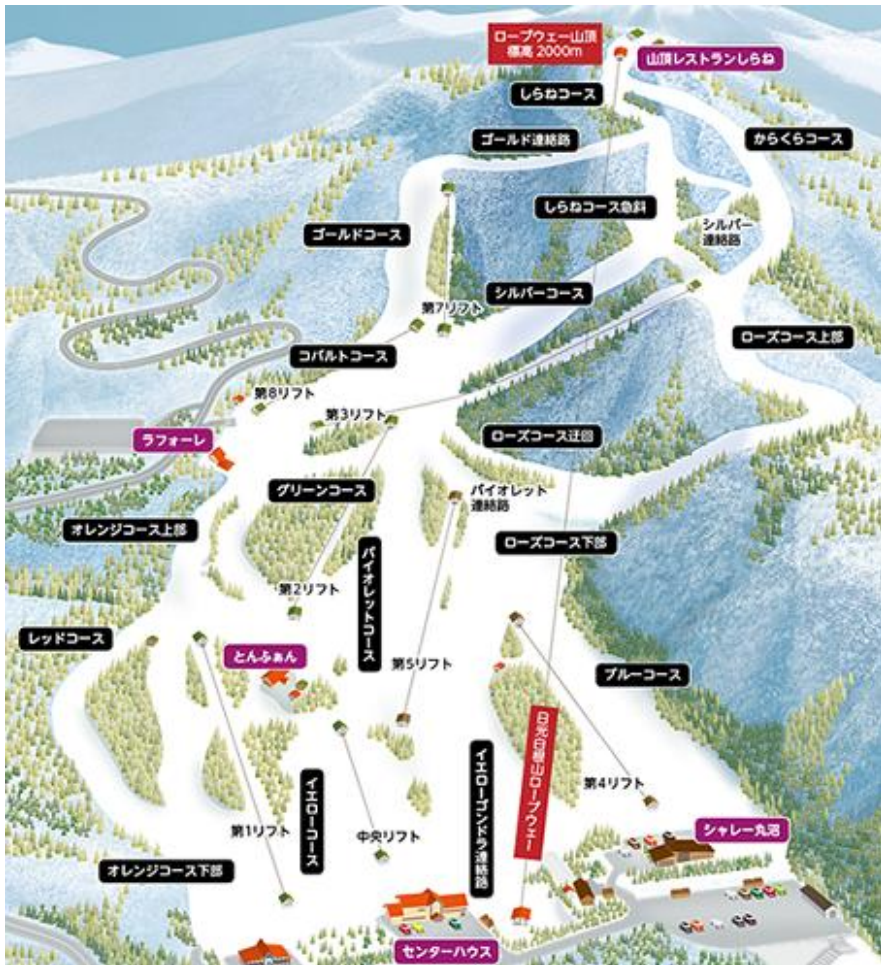 ロープウェー山頂
標高 2000m
山頂レストランしらね
しらねコース
ゴールド連絡路
からくらコース
しらねコース急斜
シルバー
連絡路
ゴールドコース
シルバーコース
第7リフト
ローズコース上部
コバルトコース
第8リフト
第3リフト
ラフォーレ
ローズコース迂回
グリーンコース
バイオレット
連絡路
オレンジコース上部
ローズコース下部
バイオレットコース
第2リフト
レッドコース
とんふぁん
第5リフト
ブルーコース
日光白根山ロープウェー
イエローゴンドラ連絡路
イエローコース
第4リフト
第1リフト
中央リフト
シャレー丸沼
オレンジコース下部
センターハウス